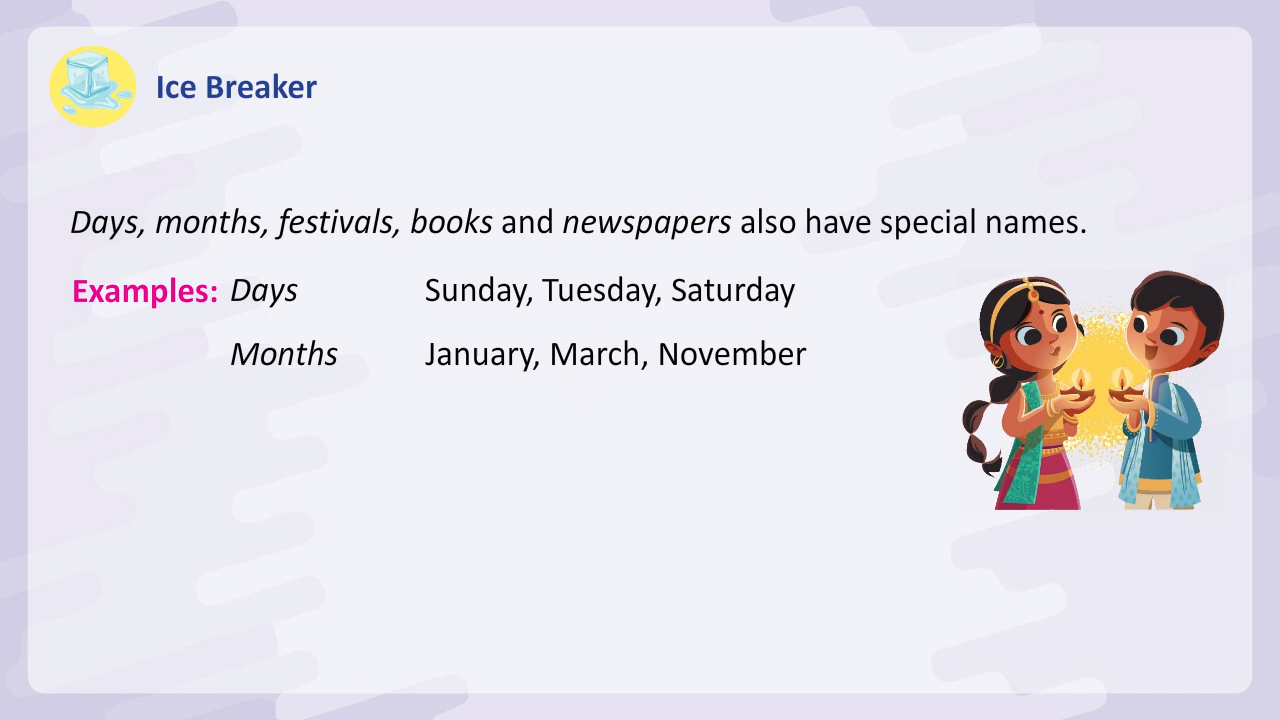 Ice Breaker
Days, months, festivals, books and newspapers also have special names.
Examples: Days Sunday, Tuesday, Saturday
Months January, March, November